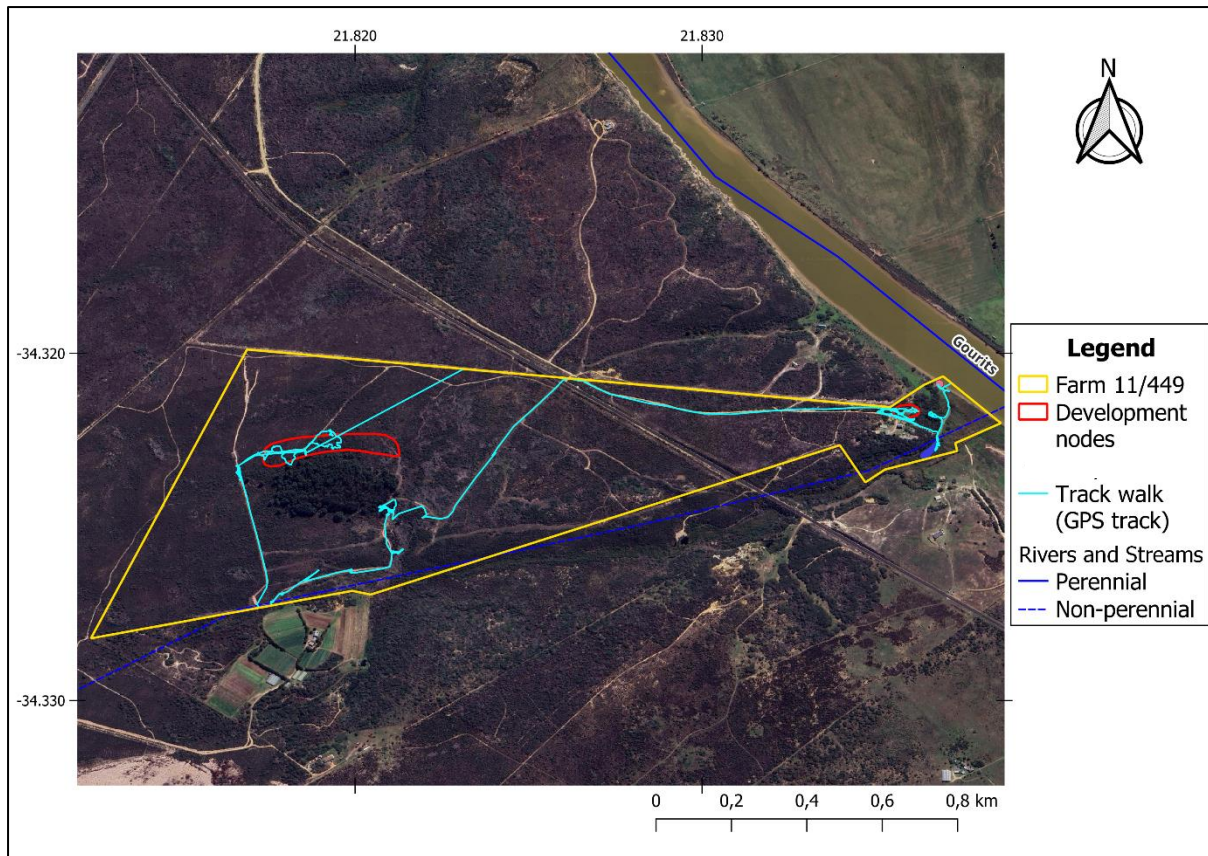 21.820
21.830
N
-34.320
Gourits
Legend
Farm 11/449
Development
nodes
Track walk
(GPS track)
Rivers and Streams
Perennial
Non-perennial
-34.330
0
0,2
0,4
0,6
0,8 km